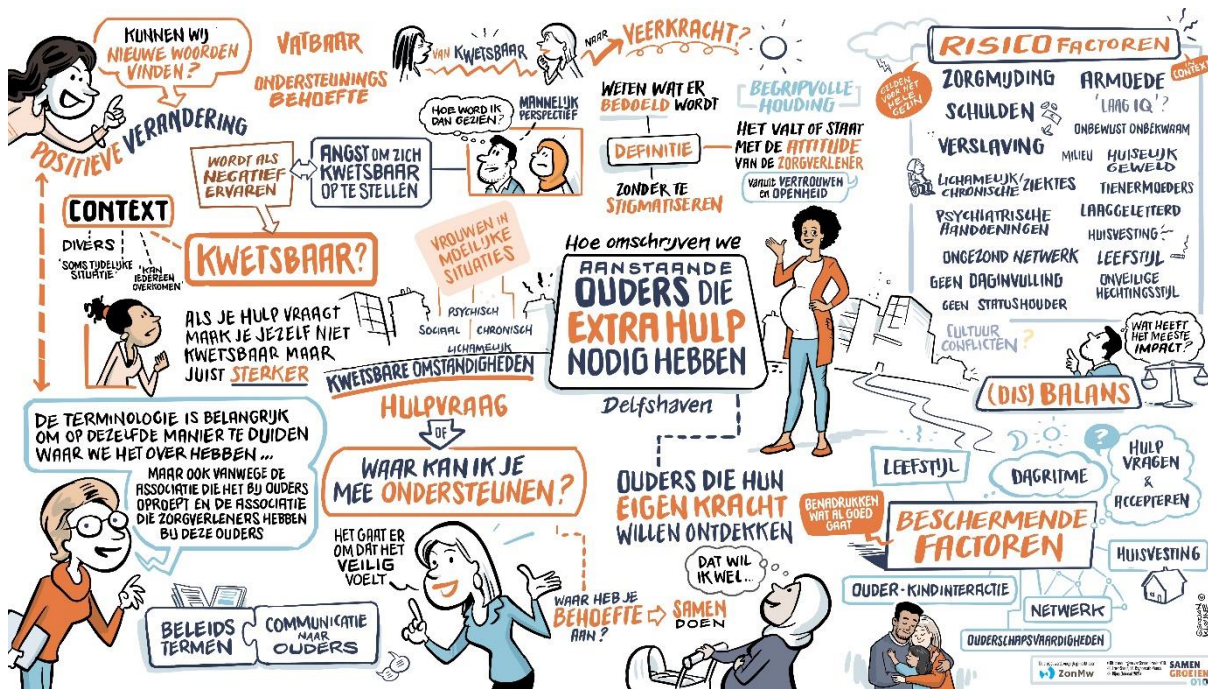 KUNNEN WIJ
NIEUWE WOORDEN
VINDEN?
POSITIEVE VERANDERING
VATBAAR
ONDERSTEUNINGS
BEHOEFTE
VAN KWETSBAAR
NAAR
VEERKRACHT?
WORDT ALS
NEGATIEF
ERVAREN
ANGST OM ZICH
KWETSBAAR
OP TE STELLEN
HOE WORD IK
DAN GEZIEN?
MANNELIJK
PERSPECTIEF
WETEN WAT ER
BEDOELD WORDT
DEFINITIE
ZONDER TE
STIGMATISEREN
BEGRIPVOLLE
HOUDING
HET VALT OF STAAT
MET DE ATTITUDE
VAN DE ZORGVERLENER
VANUIT VERTROUWEN
en OPENHEID
RISICO FACTOREN
IN
CONTEXT
GELDEN
VOOR HET
HELE
GEZIN
ZORGMIJDING
SCHULDEN
VERSLAVING
LICHAMELIJK/
CHRONISCHE ZIEKTES
PSYCHIATRISCHE
AANDOENINGEN
ONGEZOND NETWERK
GEEN DAGINVULLING
GEEN STATUSHOUDER
CULTUUR
CONFLICTEN?
ARMOEDE
'LAAG IQ'?
ONBEWUST ONBEKWAAM
MILIEU
HUISELIJK
GEWELD
TIENERMOEDERS
LAAGGELETTERD
HUISVESTING
LEEFSTIJL
ONVEILIGE
HECHTINGSSTIJL
CONTEXT
DIVERS
'SOMS TIJDELIJKE
SITUATIE'
'KAN
IEDEREEN
OVERKOMEN'
KWETSBAAR?
ALS JE HULP VRAAGT
MAAK JE JEZELF NIET
KWETSBAAR MAAR
JUIST STERKER
VROUWEN IN
MOEILIJKE
SITUATIES
PSYCHISCH
SOCIAAL
CHRONISCH
LICHAMELIJK
KWETSBARE OMSTANDIGHEDEN
Hoe omschrijven we
AANSTAANDE
OUDERS DIE
EXTRA HULP
NODIG HEBBEN
Delfshaven
WAT HEEFT
HET MEESTE
IMPACT?
(DIS) BALANS
HULPVRAAG
OF
WAAR KAN IK JE
MEE ONDERSTEUNEN?
DE TERMINOLOGIE IS BELANGRIJK
OM OP DEZELFDE MANIER TE DUIDEN
WAAR WE HET OVER HEBBEN ...
MAAR OOK VANWEGE DE
ASSOCIATIE DIE HET BIJ OUDERS
OPROEPT EN DE ASSOCIATIE
DIE ZORGVERLENERS HEBBEN
BIJ DEZE OUDERS
BELEIDS
TERMEN
COMMUNICATIE
NAAR
OUDERS
HET GAAT ER
OM DAT HET
VEILIG
VOELT
WAAR HEB JE
BEHOEFTE
AAN?
SAMEN
DOEN
OUDERS DIE HUN
EIGEN KRACHT
WILLEN ONTDEKKEN
DAT WIL
IK WEL...
LEEFSTIJL
DAGRITME
?
HULP
VRAGEN
&
ACCEPTEREN
BENADRUKKEN
WAT AL GOED
GAAT
BESCHERMENDE
FACTOREN
HUISVESTING
OUDER-KINDINTERACTIE
NETWERK
OUDERSCHAPSVAARDIGHEDEN
ZonMw
SAMEN
GROEIEN
010